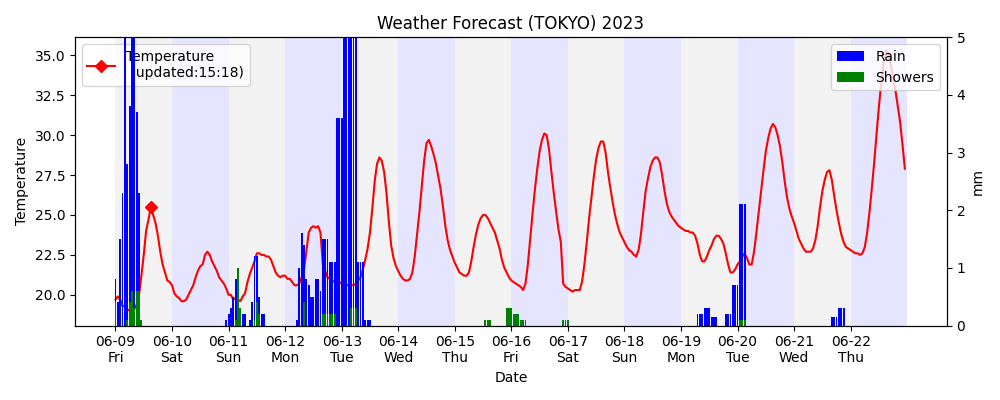 Weather Forecast (TOKYO) 2023
Temperature
updated:15:18)
Rain
Showers
35.0
32.5
30.0
27.5
25.0
22.5
20.0
Temperature
5
4
3
2
1
0
mm
06-09 06-10 06-11 06-12 06-13 06-14 06-15 06-16 06-17 06-18 06-19 06-20 06-21 06-22
Fri Sat Sun Mon Tue Wed Thu Fri Sat Sun Mon Tue Wed Thu
Date